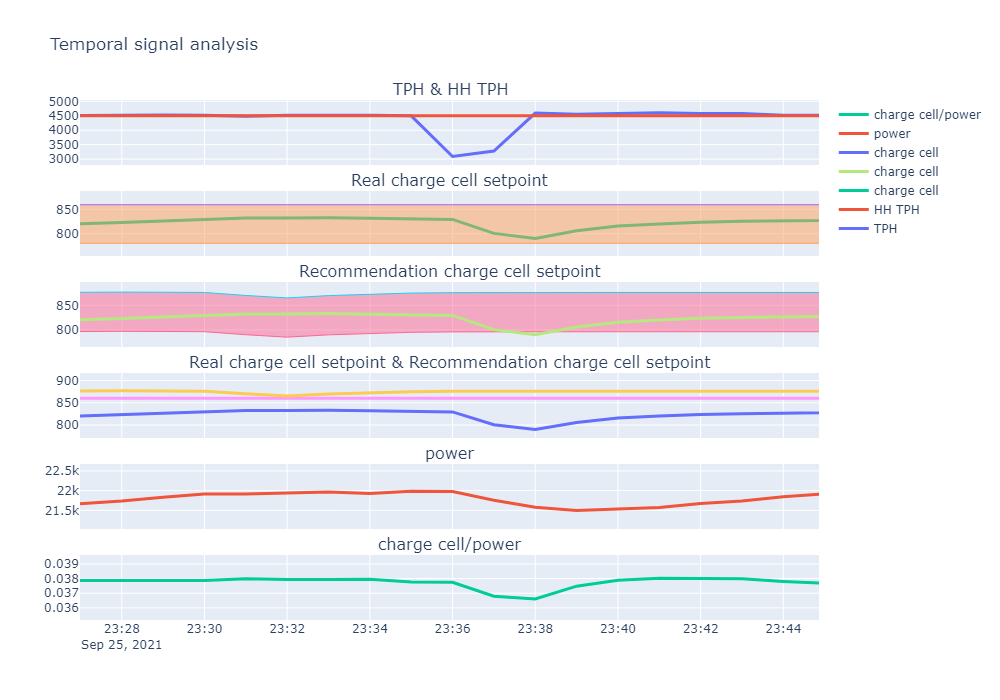 Temporal signal analysis
TPH & HH TPH
5000
4500
4000
3500
3000
charge cell/power
power
charge cell
charge cell
charge cell
HH TPH
TPH
Real charge cell setpoint
850
800
Recommendation charge cell setpoint
850
800
Real charge cell setpoint & Recommendation charge cell setpoint
900
850
800
power
22.5k
22k
21.5k
charge cell/power
0.039
0.038
0.037
0.036
23:28 23:30 23:32 23:34 23:36 23:38 23:40 23:42 23:44
Sep 25, 2021